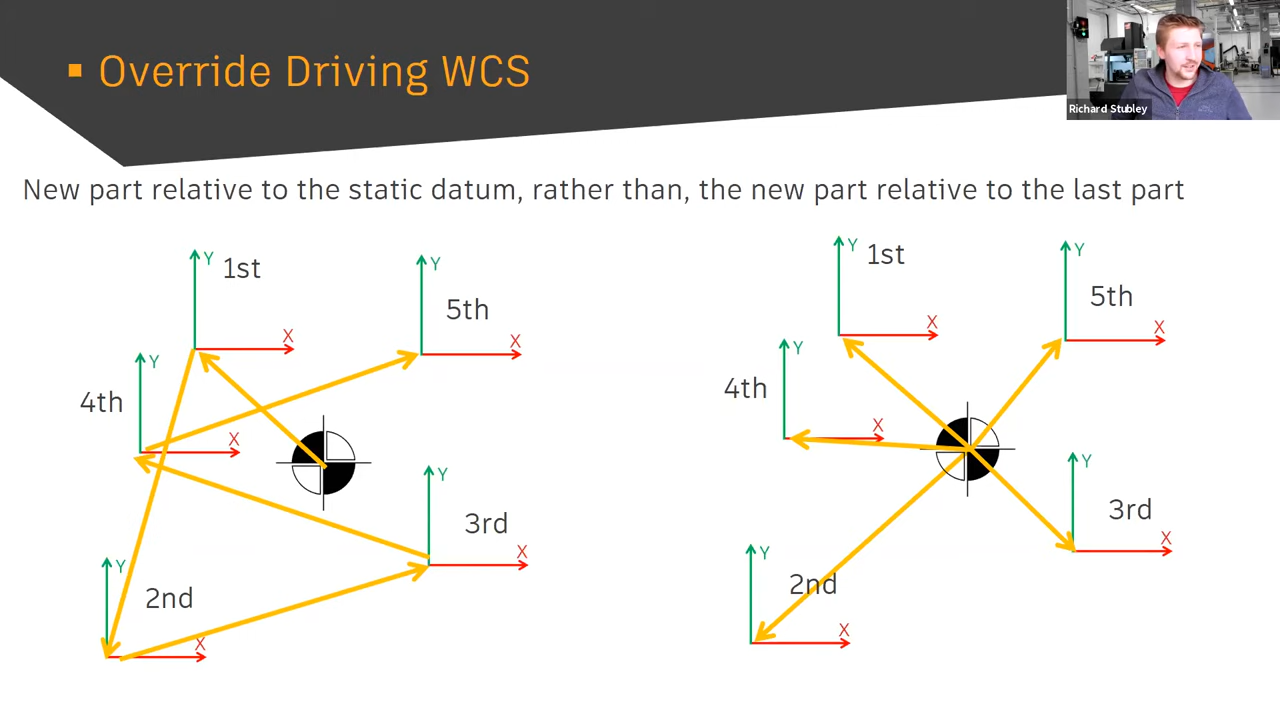 Override Driving WCS
Richard Stubley
New part relative to the static datum, rather than, the new part relative to the last part
Y
1st
X
Y
5th
X
Y
4th
X
Y
3rd
X
Y
2nd
X
Y
1st
X
Y
5th
X
Y
4th
X
Y
3rd
X
Y
2nd
X